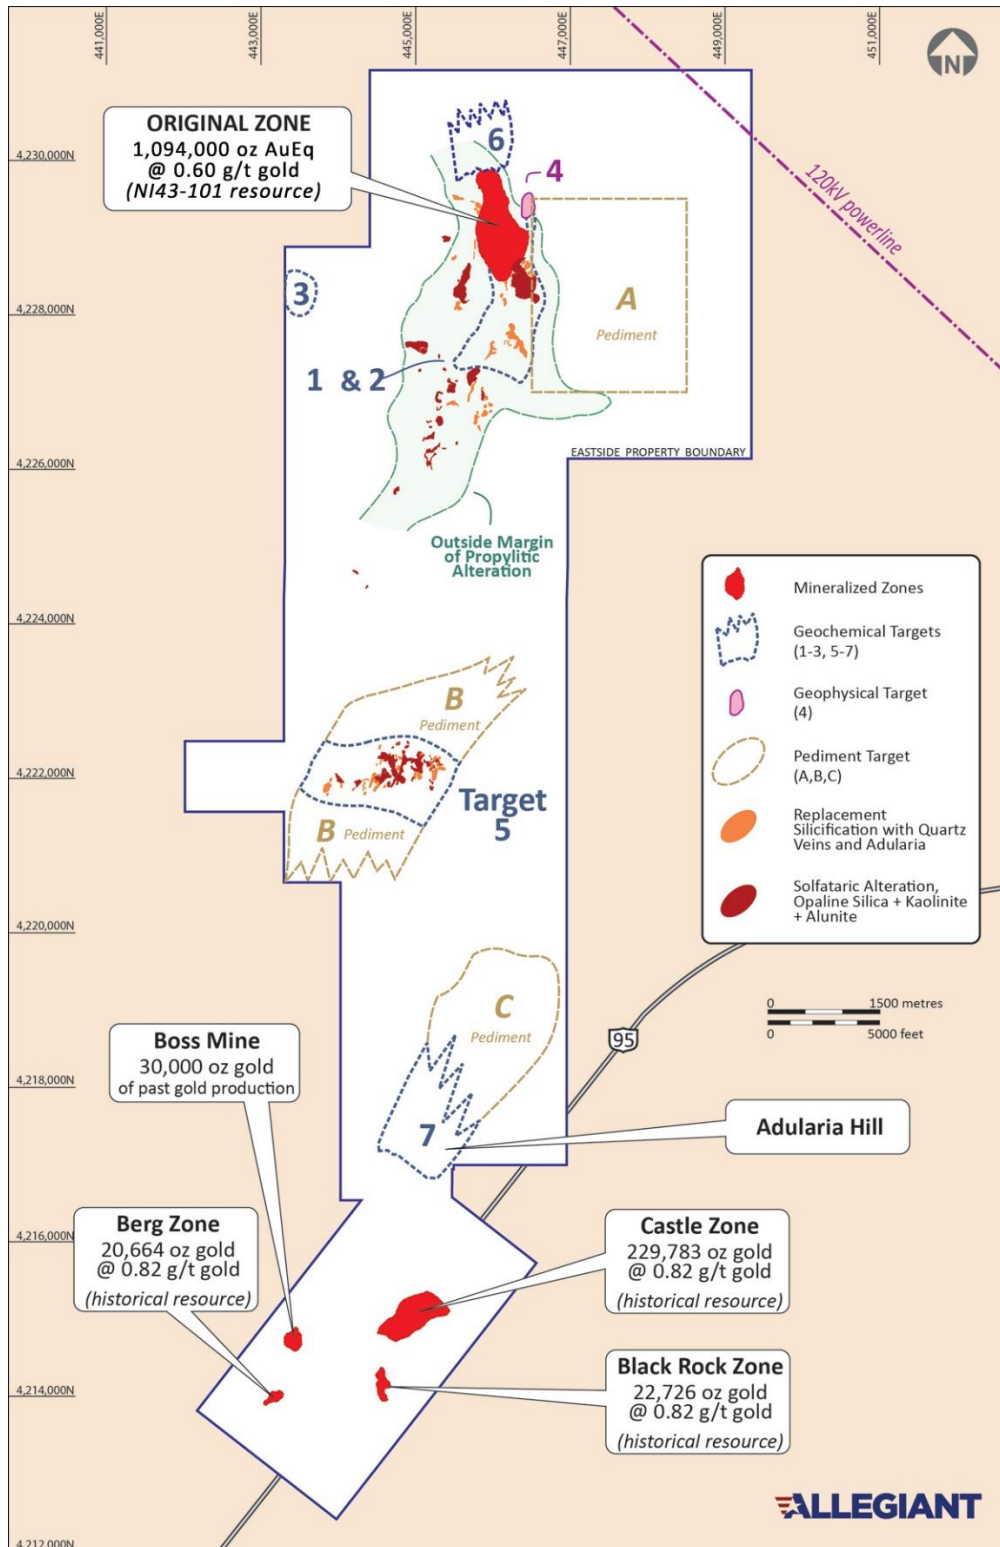 441,000E
443,000E
445,000E
447,000E
449,000E
451,000E
N
ORIGINAL ZONE
1,094,000 oz AuEq
@ 0.60 g/t gold
(NI43-101 resource)
6
4
120kV powerline
4,230,000N
3
A
Pediment
4,228,000N
1 & 2
4,226,000N
EASTSIDE PROPERTY BOUNDARY
Outside Margin
of Propylitic
Alteration
4,224,000N
Mineralized Zones
Geochemical Targets
(1-3, 5-7)
Geophysical Target
(4)
Pediment Target
(A,B,C)
Replacement
Silicification with Quartz
Veins and Adularia
Solfataric Alteration,
Opaline Silica + Kaolinite
+ Alunite
B
Pediment
4,222,000N
Target
5
B Pediment
4,220,000N
C
Pediment
0 1500 metres
0 5000 feet
95
Boss Mine
30,000 oz gold
of past gold production
4,218,000N
7
Adularia Hill
4,216,000N
Berg Zone
20,664 oz gold
@ 0.82 g/t gold
(historical resource)
Castle Zone
229,783 oz gold
@ 0.82 g/t gold
(historical resource)
4,214,000N
Black Rock Zone
22,726 oz gold
@ 0.82 g/t gold
(historical resource)
ALLEGIANT
4,212,000N